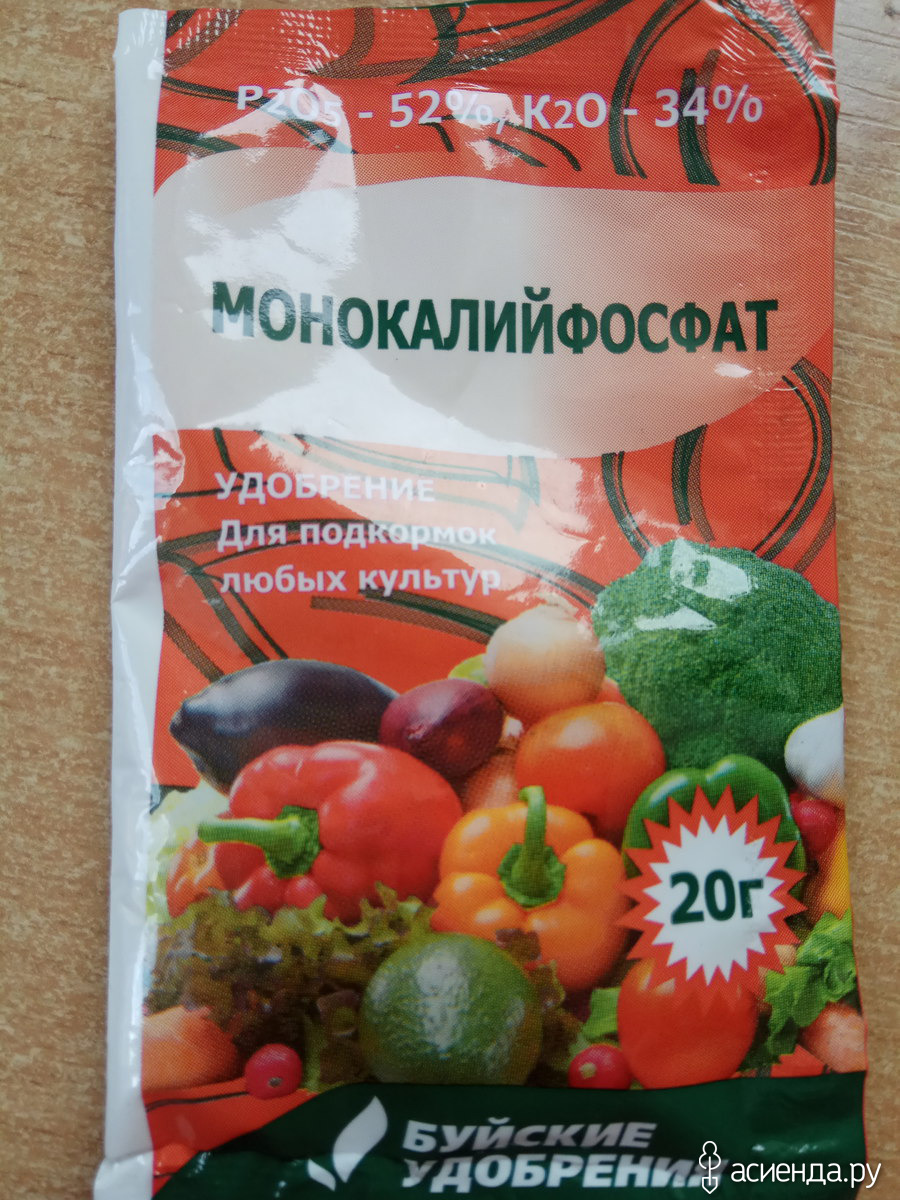 P2O5 - 52%, K2O - 34%
МОНОКАЛИЙФОСФАТ
УДОБРЕНИЕ
Для подкормок
любых культур
20г
БУЙСКИЕ
УДОБРЕНИЯ
асиенда.ру